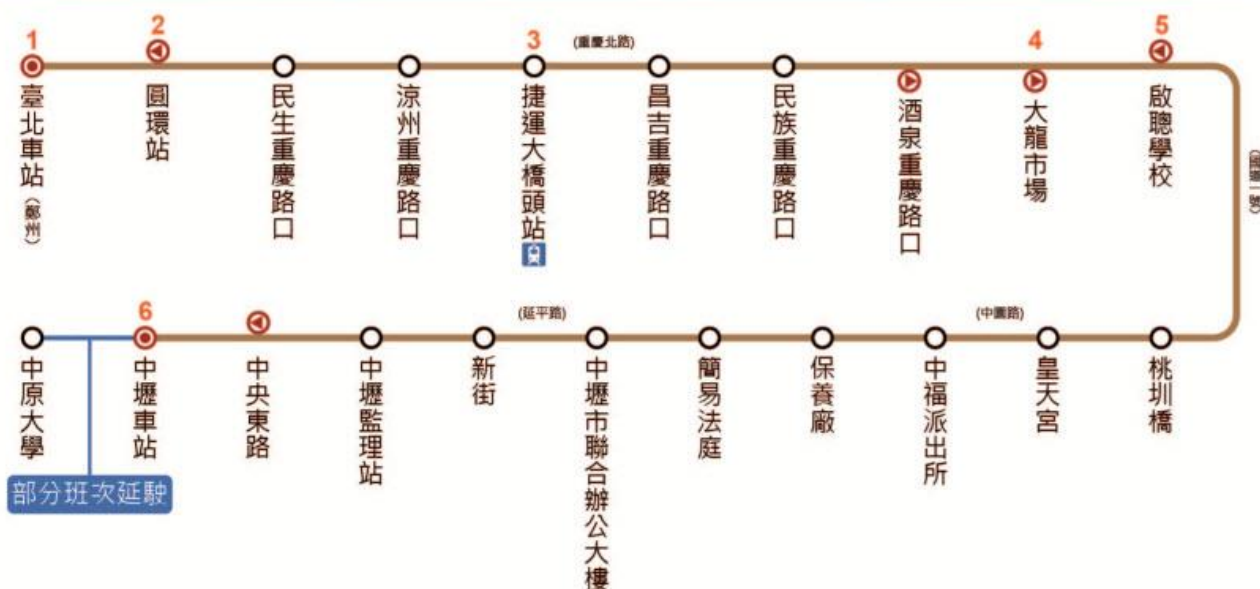 1
臺北車站(鄭州)
2
圓環站
民生重慶路口
涼州重慶路口
3
捷運大橋頭站
(重慶北路)
昌吉重慶路口
民族重慶路口
酒泉重慶路口
4
大龍市場
5
啟聰學校
(國道一號)
中原大學
6
中壢車站
部分班次延駛
中央東路
中壢監理站
新街
(延平路)
中壢市聯合辦公大樓
簡易法庭
保養廠
中福派出所
(中園路)
皇天宮
桃圳橋